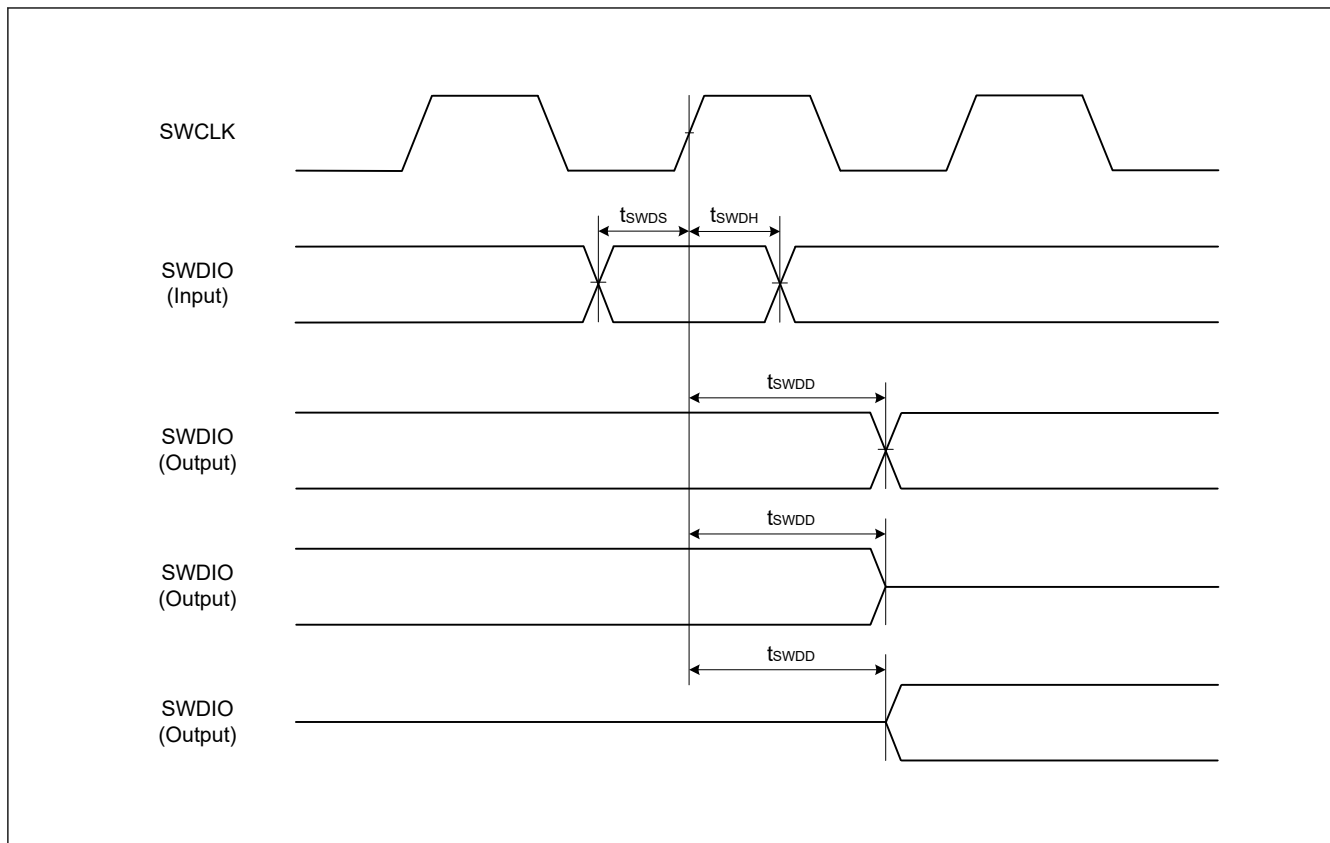 SWCLK
tSWDS
tSWDH
SWDIO
(Input)
tSWDD
SWDIO
(Output)
tSWDD
SWDIO
(Output)
tSWDD
SWDIO
(Output)